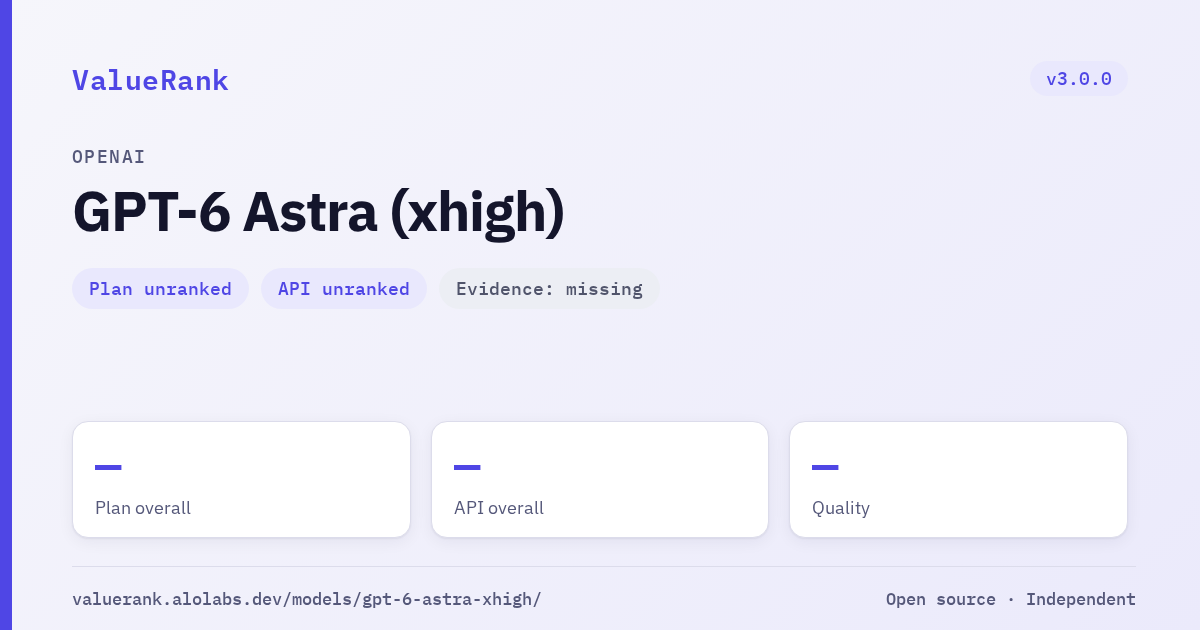 ValueRank
v3.0.0
OPENAI
GPT-6 Astra (xhigh)
Plan unranked
API unranked
Evidence: missing
—
Plan overall
—
API overall
—
Quality
valuerank.alolabs.dev/models/gpt-6-astra-xhigh/
Open source · Independent